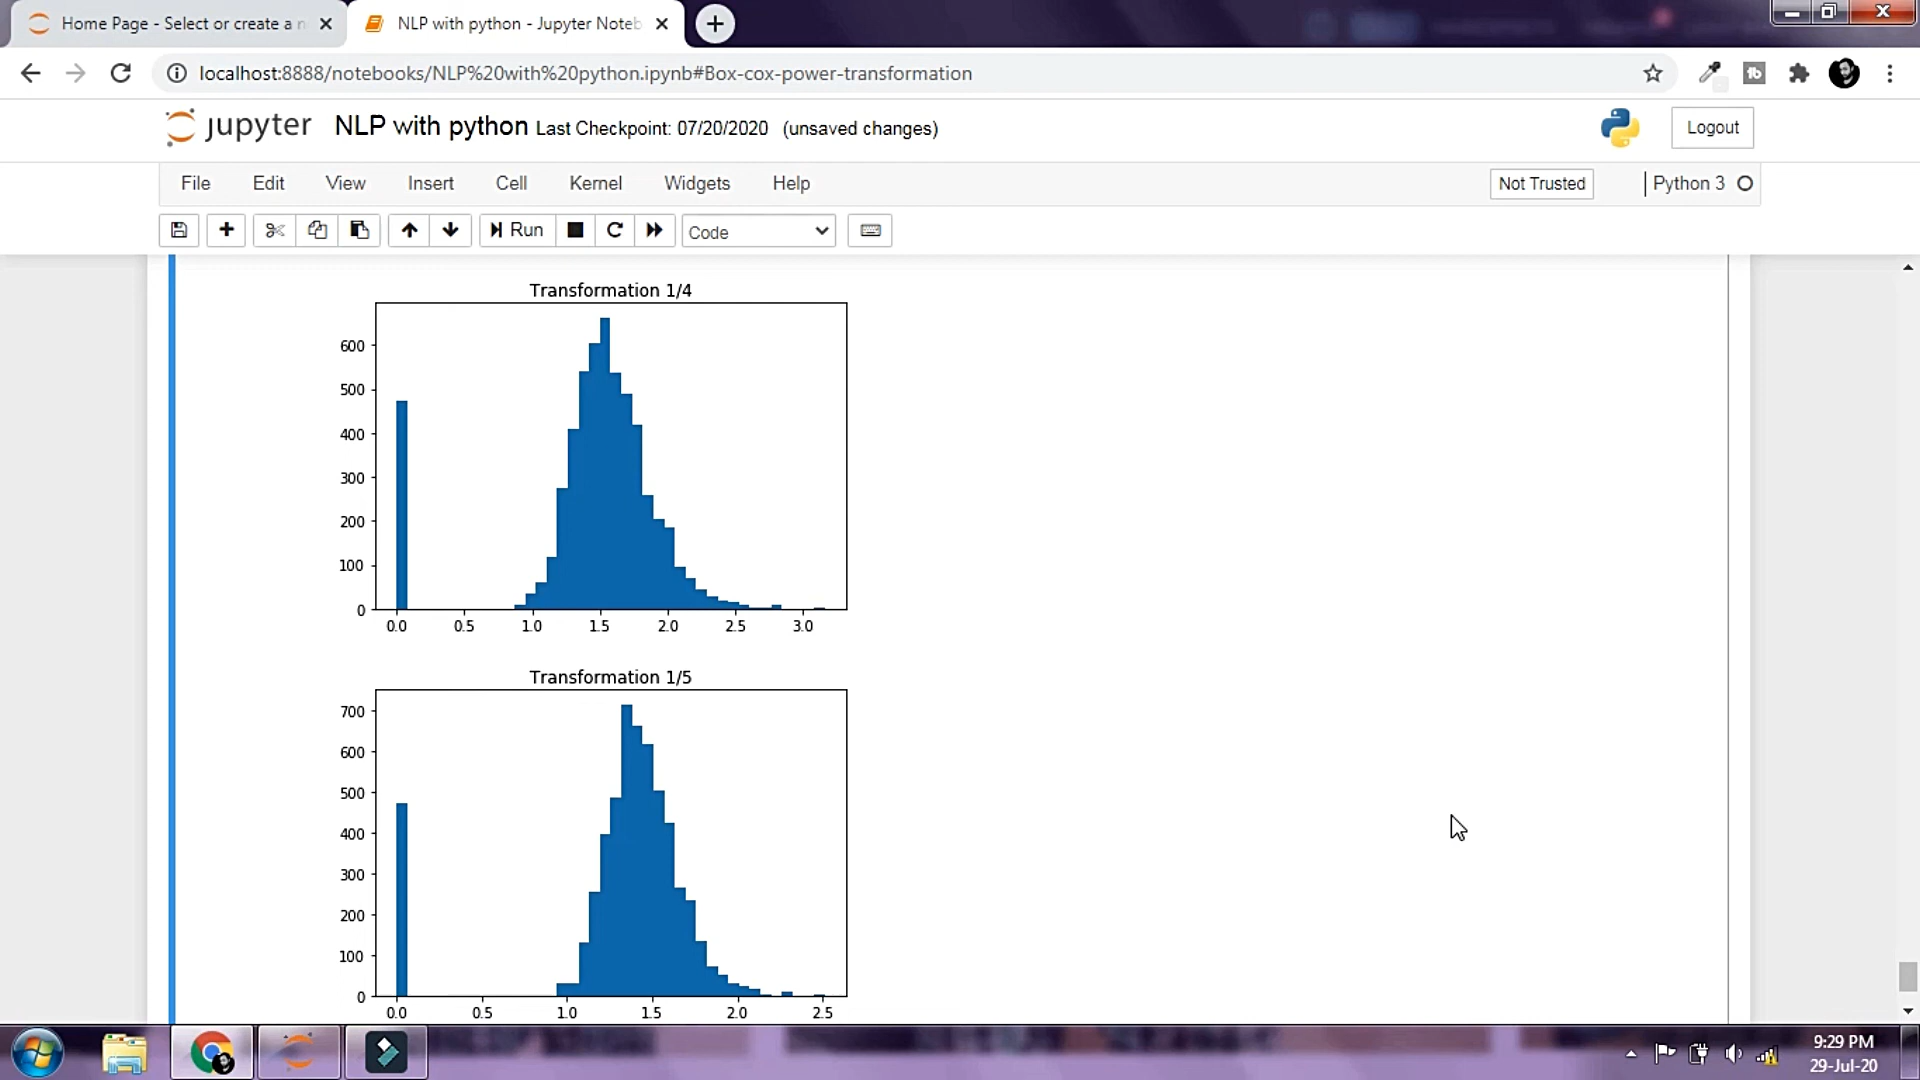 Home Page - Select or create a n
NLP with python - Jupyter Noteb
localhost:8888/notebooks/NLP%20with%20python.ipynb#Box-cox-power-transformation
jupyter NLP with python Last Checkpoint: 07/20/2020 (unsaved changes)
Logout
File Edit View Insert Cell Kernel Widgets Help
Not Trusted
Python 3
Run
Code
Transformation 1/4
600
500
400
300
200
100
0
0.0 0.5 1.0 1.5 2.0 2.5 3.0
Transformation 1/5
700
600
500
400
300
200
100
0
0.0 0.5 1.0 1.5 2.0 2.5
9:29 PM
29-Jul-20